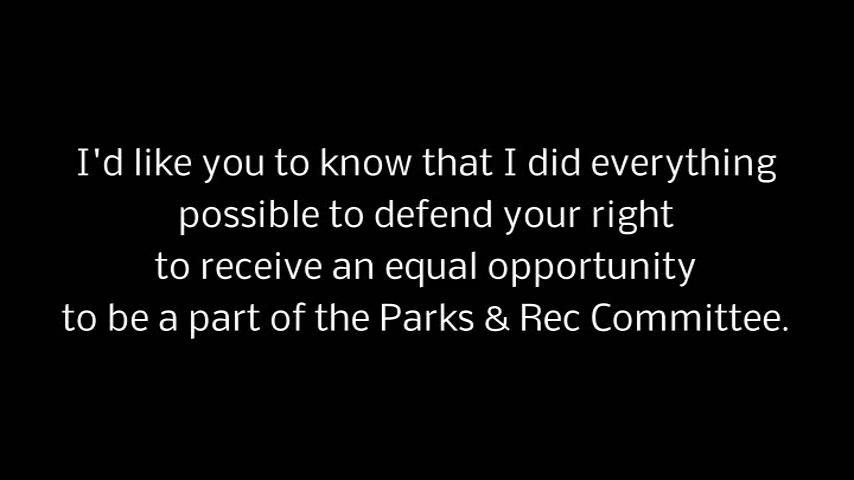 I'd like you to know that I did everything
possible to defend your right
to receive an equal opportunity
to be a part of the Parks & Rec Committee.